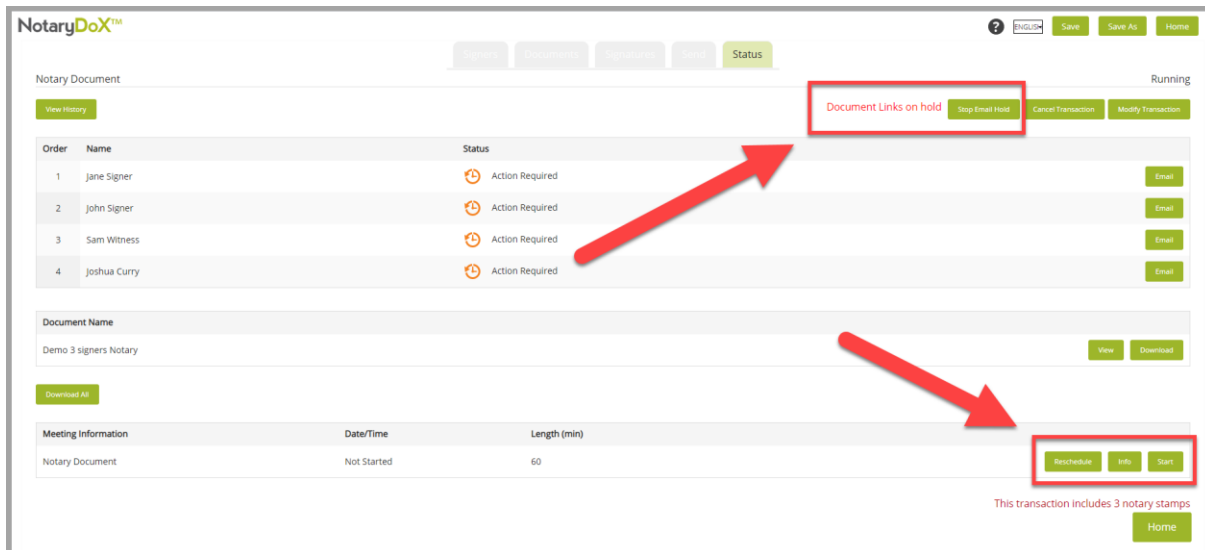 NotaryDoX™
ENGLISH
Save
Save As
Home
Signers
Documents
Signatures
Send
Status
Notary Document
Running
View History
Document Links on hold
Stop Email Hold
Cancel Transaction
Modify Transaction
Order Name Status
1 Jane Signer Action Required Email
2 John Signer Action Required Email
3 Sam Witness Action Required Email
4 Joshua Curry Action Required Email
Document Name
Demo 3 signers Notary View Download
Download All
Meeting Information Date/Time Length (min)
Notary Document Not Started 60 Reschedule Info Start
This transaction includes 3 notary stamps
Home